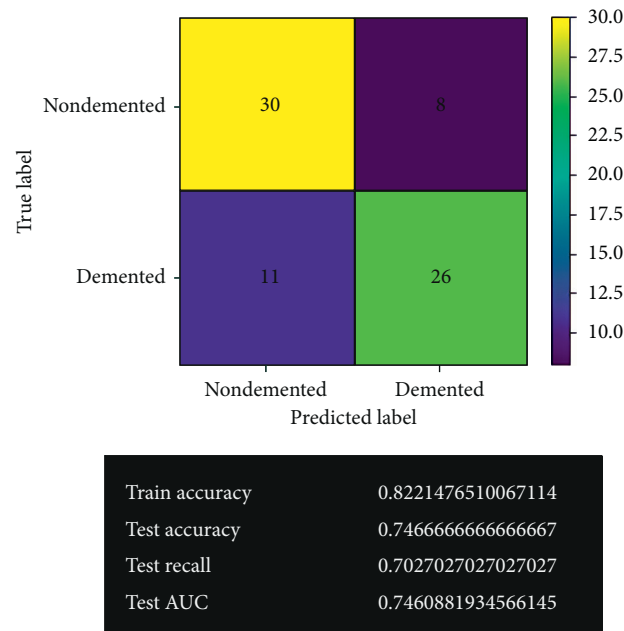 30.0
27.5
25.0
22.5
20.0
17.5
15.0
12.5
10.0
True label
Nondemented
30
8
Demented
11
26
Nondemented Demented
Predicted label
Train accuracy 0.8221476510067114
Test accuracy 0.7466666666666667
Test recall 0.7027027027027027
Test AUC 0.7460881934566145